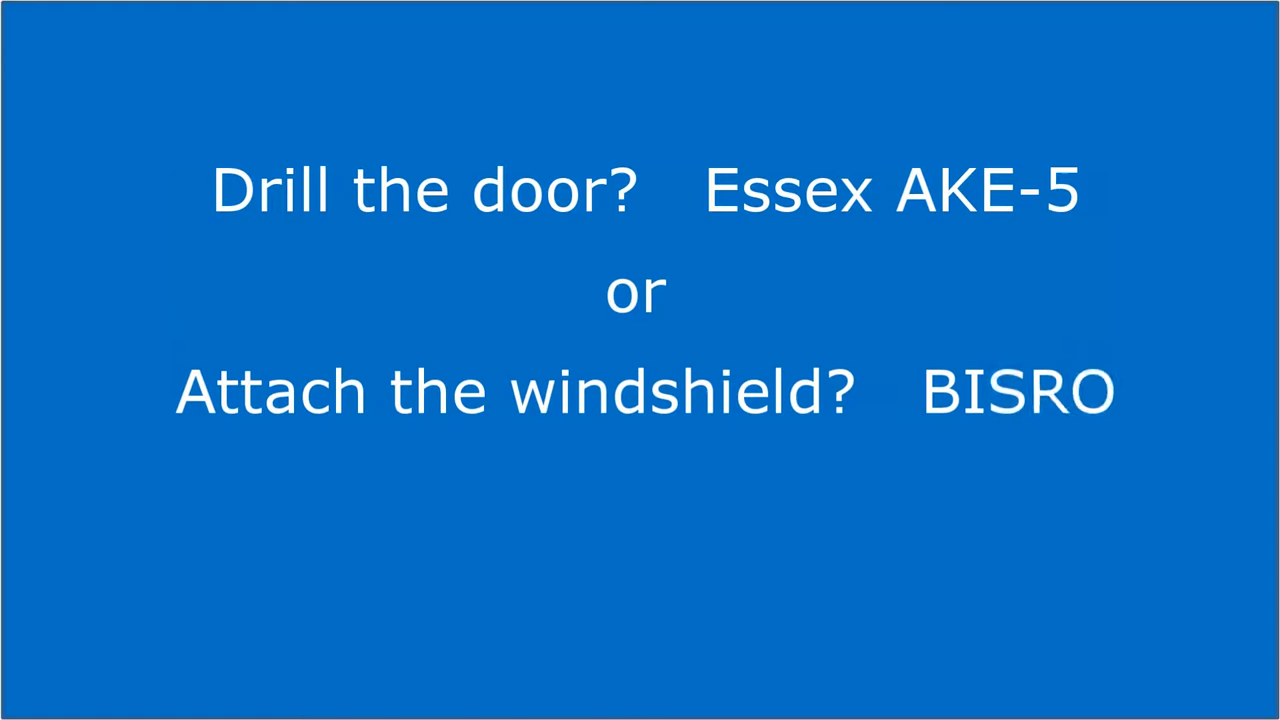 Drill the door? Essex AKE-5
or
Attach the windshield? BISRO